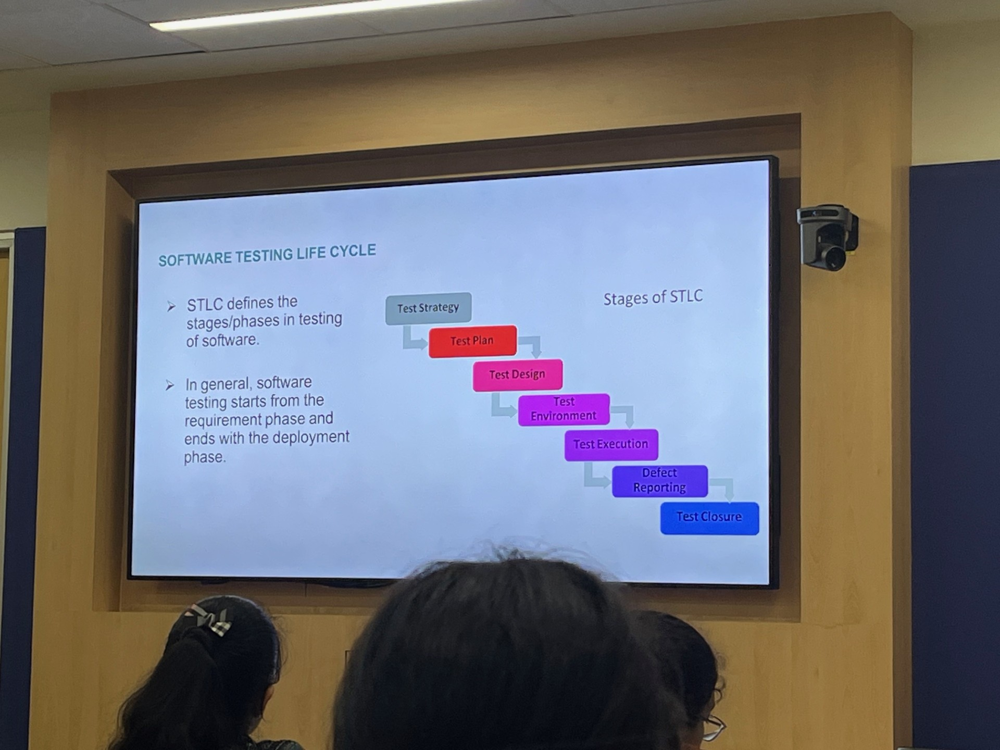 SOFTWARE TESTING LIFE CYCLE
➢ STLC defines the
stages/phases in testing
of software.
➢ In general, software
testing starts from the
requirement phase and
ends with the deployment
phase.
Stages of STLC
Test Strategy
Test Plan
Test Design
Test
Environment
Test Execution
Defect
Reporting
Test Closure